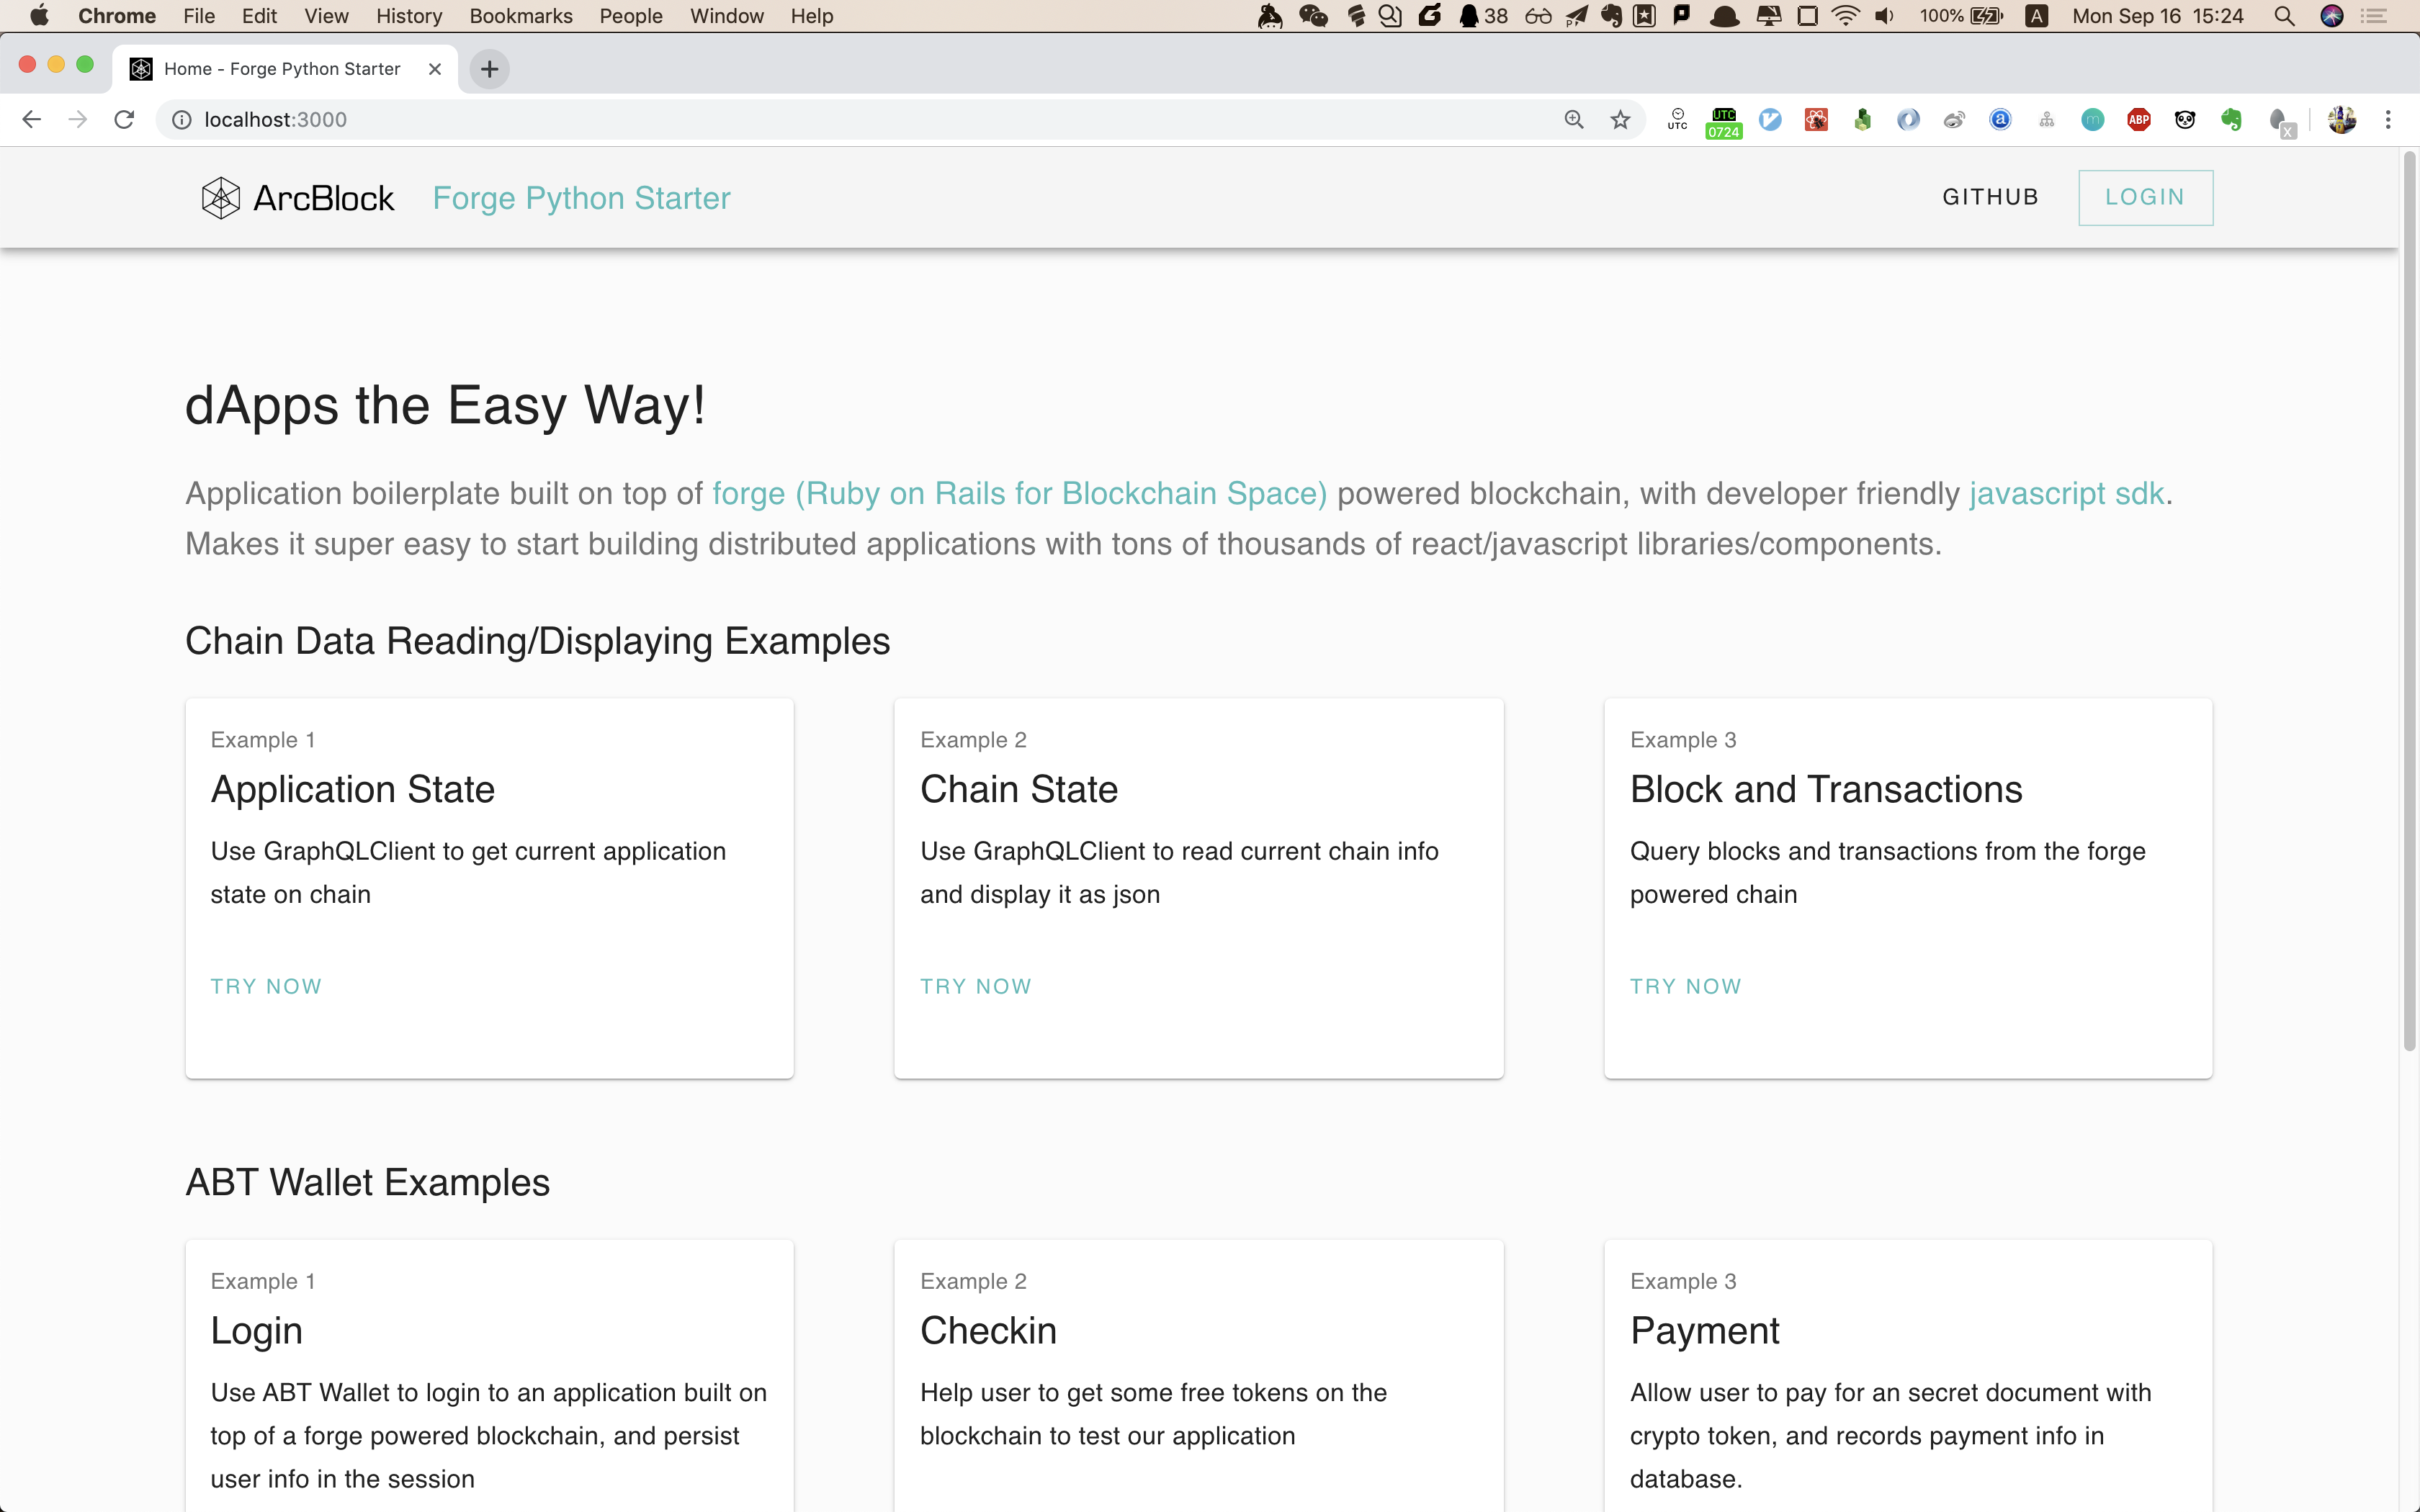 Chrome File Edit View History Bookmarks People Window Help 38 100% A Mon Sep 16 15:24
Home - Forge Python Starter
localhost:3000 UTC UTC 0724 a m ABP x
ArcBlock Forge Python Starter GITHUB LOGIN
dApps the Easy Way!
Application boilerplate built on top of forge (Ruby on Rails for Blockchain Space) powered blockchain, with developer friendly javascript sdk.
Makes it super easy to start building distributed applications with tons of thousands of react/javascript libraries/components.
Chain Data Reading/Displaying Examples
Example 1
Application State
Use GraphQLClient to get current application
state on chain
TRY NOW
Example 2
Chain State
Use GraphQLClient to read current chain info
and display it as json
TRY NOW
Example 3
Block and Transactions
Query blocks and transactions from the forge
powered chain
TRY NOW
ABT Wallet Examples
Example 1
Login
Use ABT Wallet to login to an application built on
top of a forge powered blockchain, and persist
user info in the session
Example 2
Checkin
Help user to get some free tokens on the
blockchain to test our application
Example 3
Payment
Allow user to pay for an secret document with
crypto token, and records payment info in
database.